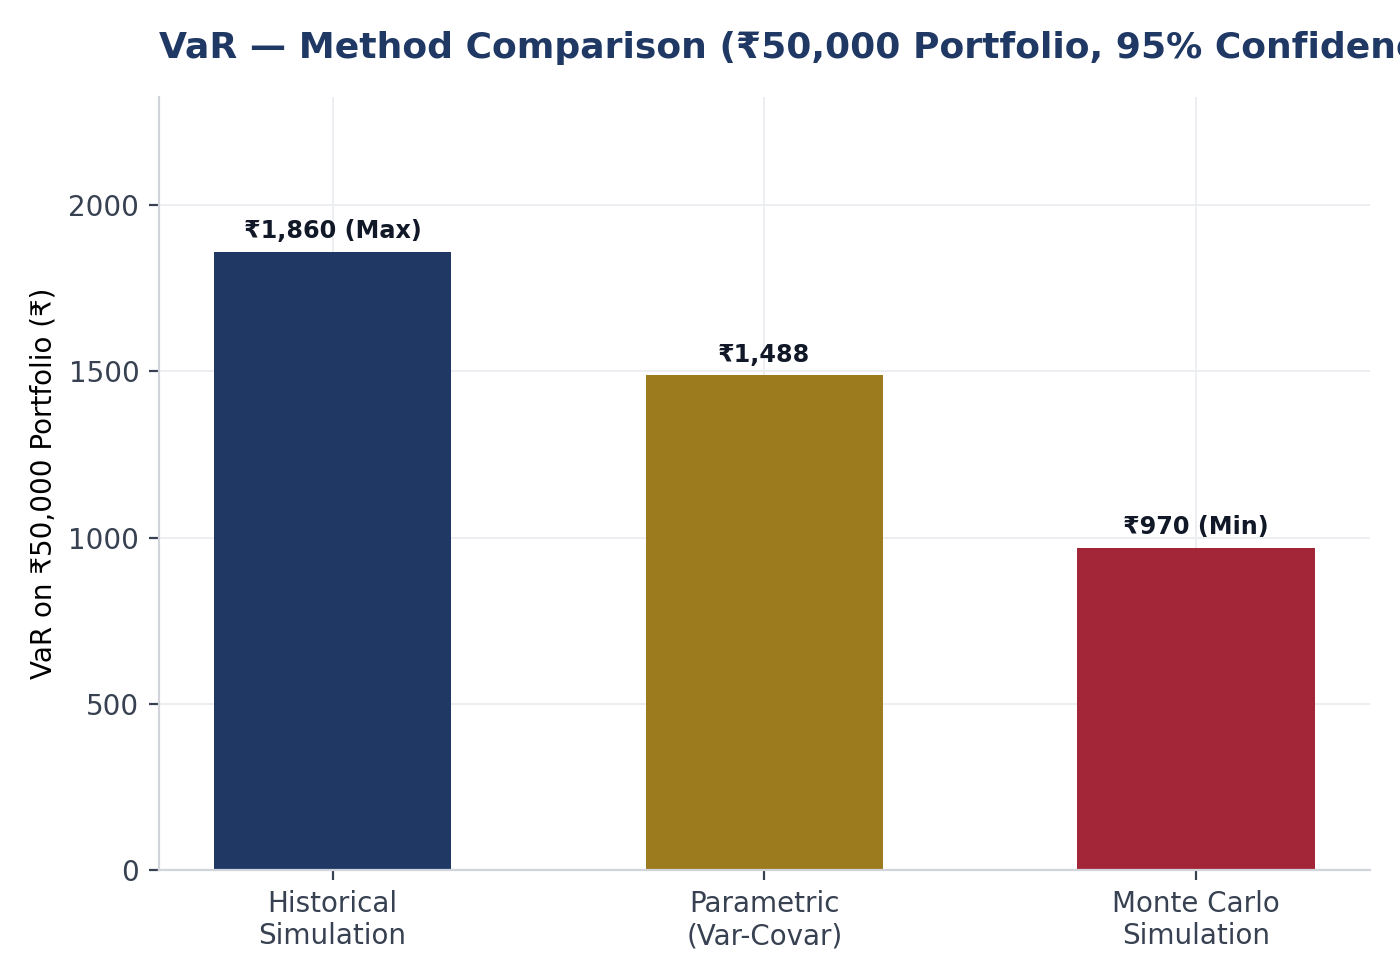 VaR — Method Comparison (₹50,000 Portfolio, 95% Confiden
VaR on ₹50,000 Portfolio (₹)
2000
1500
1000
500
0
₹1,860 (Max)
₹1,488
₹970 (Min)
Historical
Simulation
Parametric
(Var-Covar)
Monte Carlo
Simulation